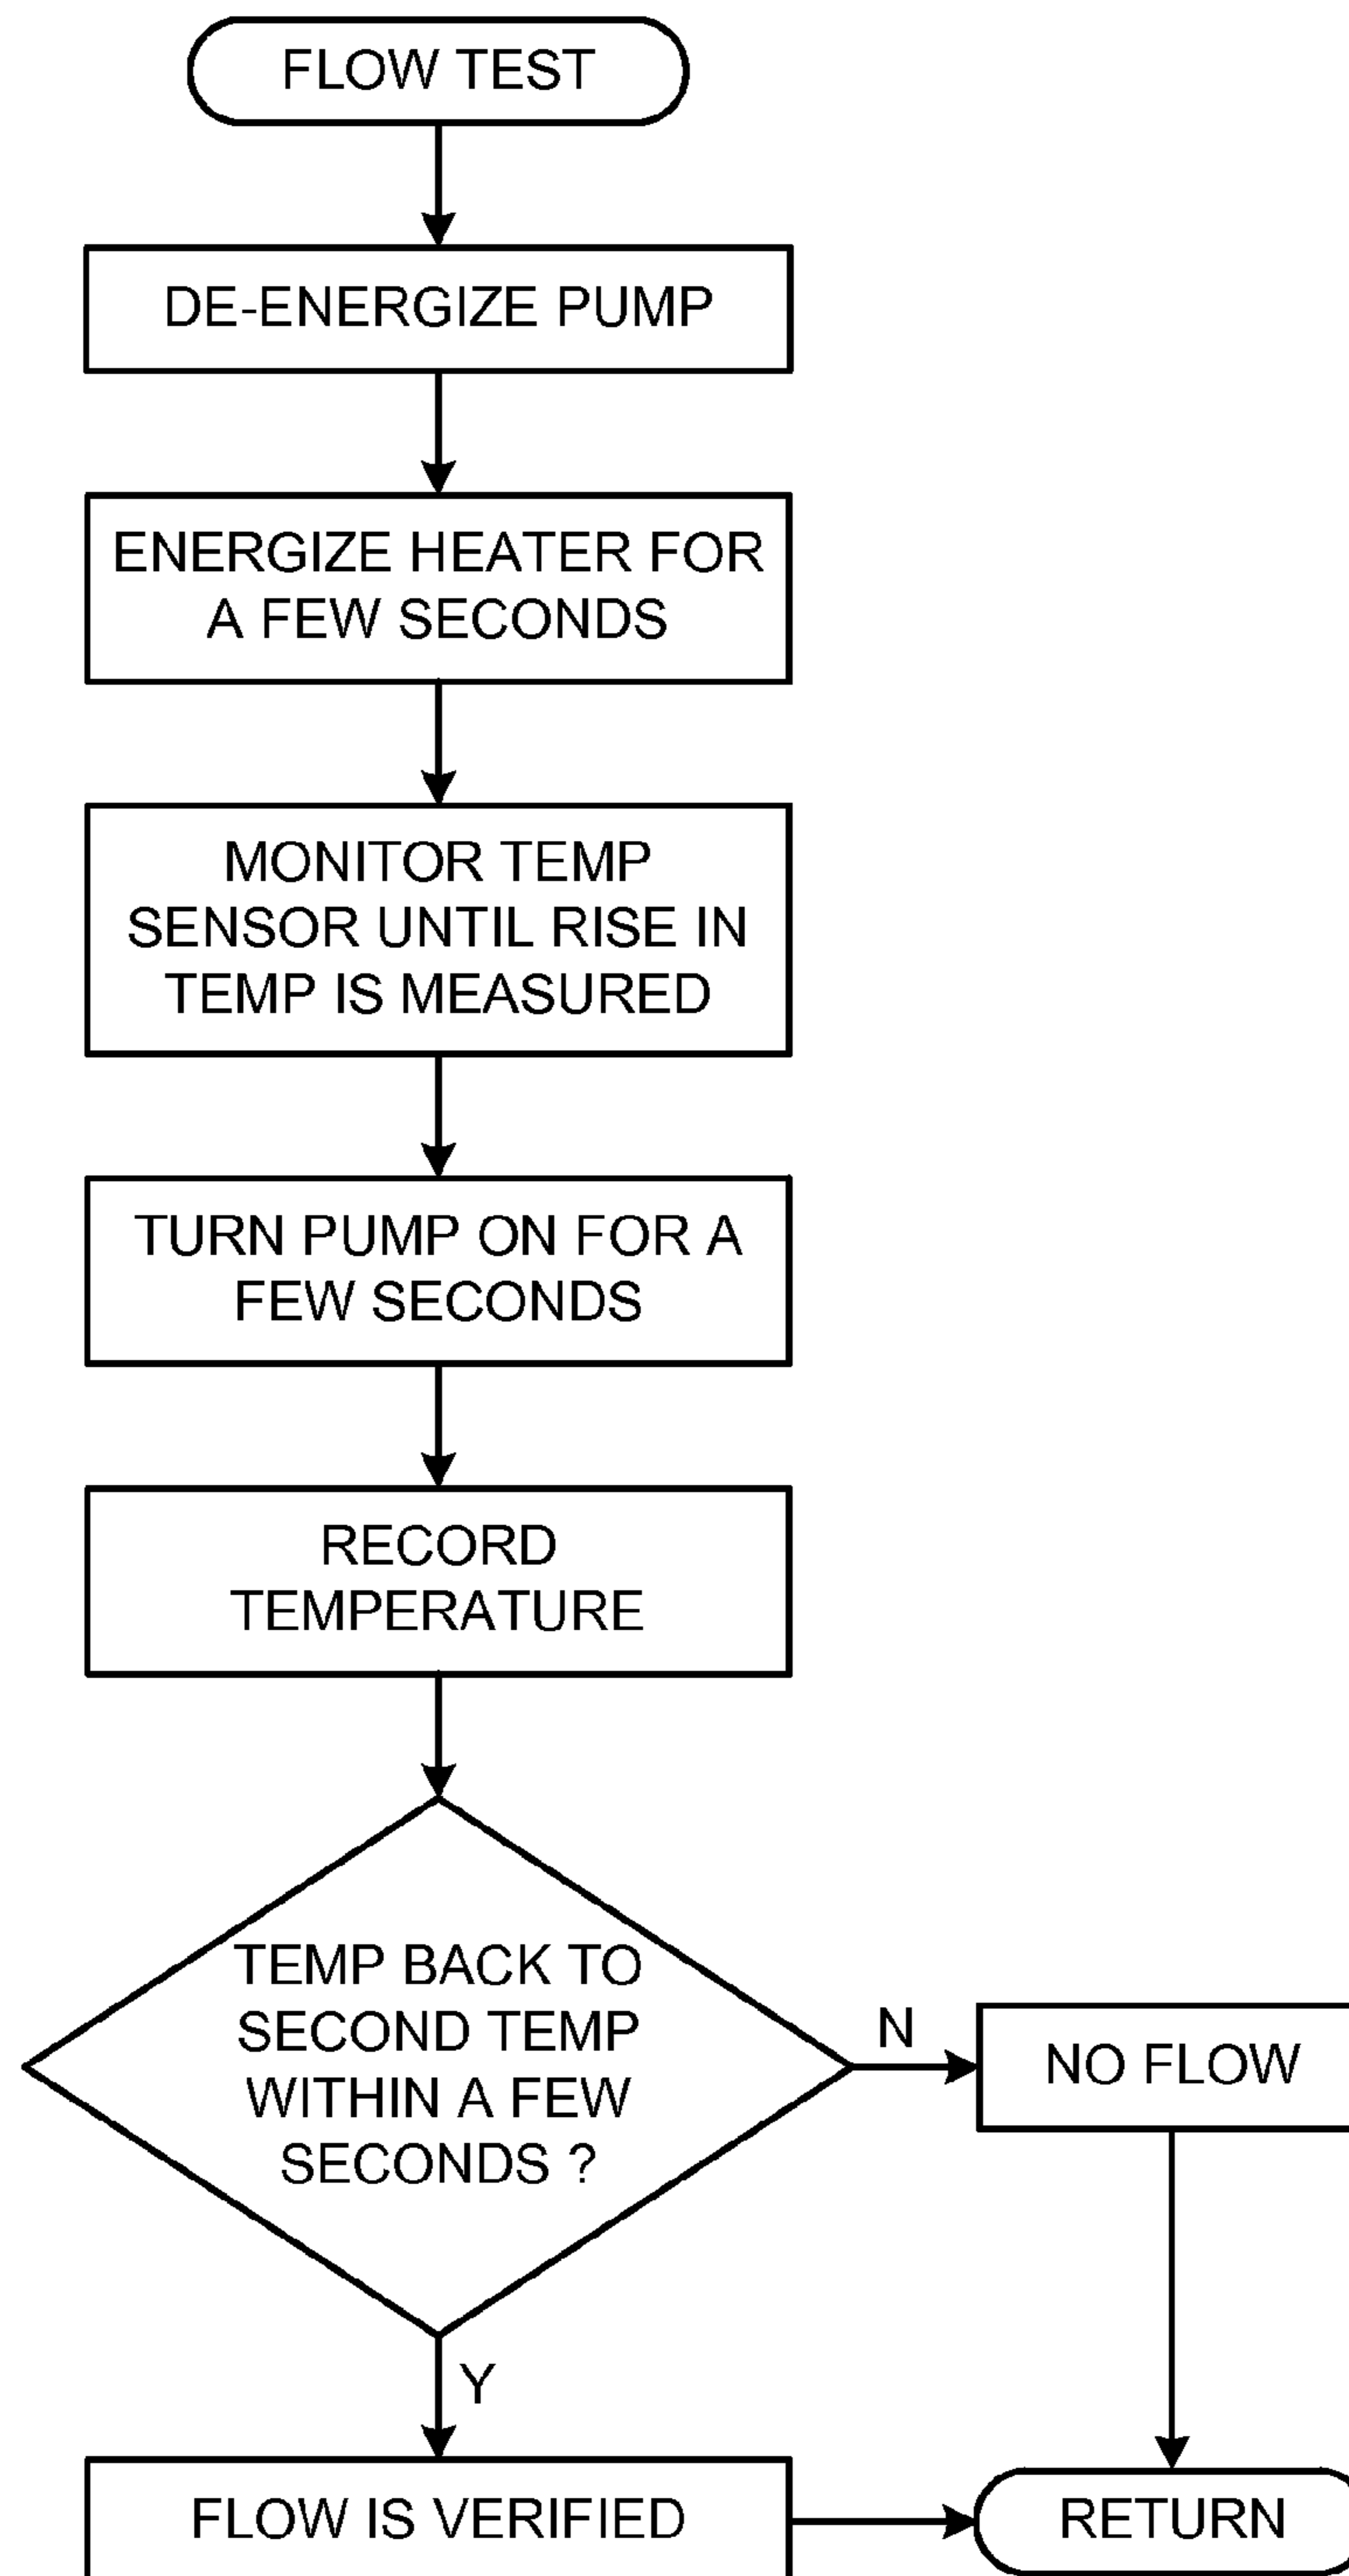 FLOW TEST
DE-ENERGIZE PUMP
ENERGIZE HEATER FOR
A FEW SECONDS
MONITOR TEMP
SENSOR UNTIL RISE IN
TEMP IS MEASURED
TURN PUMP ON FOR A
FEW SECONDS
RECORD
TEMPERATURE
TEMP BACK TO
SECOND TEMP
WITHIN A FEW
SECONDS ?
N
NO FLOW
Y
FLOW IS VERIFIED
RETURN